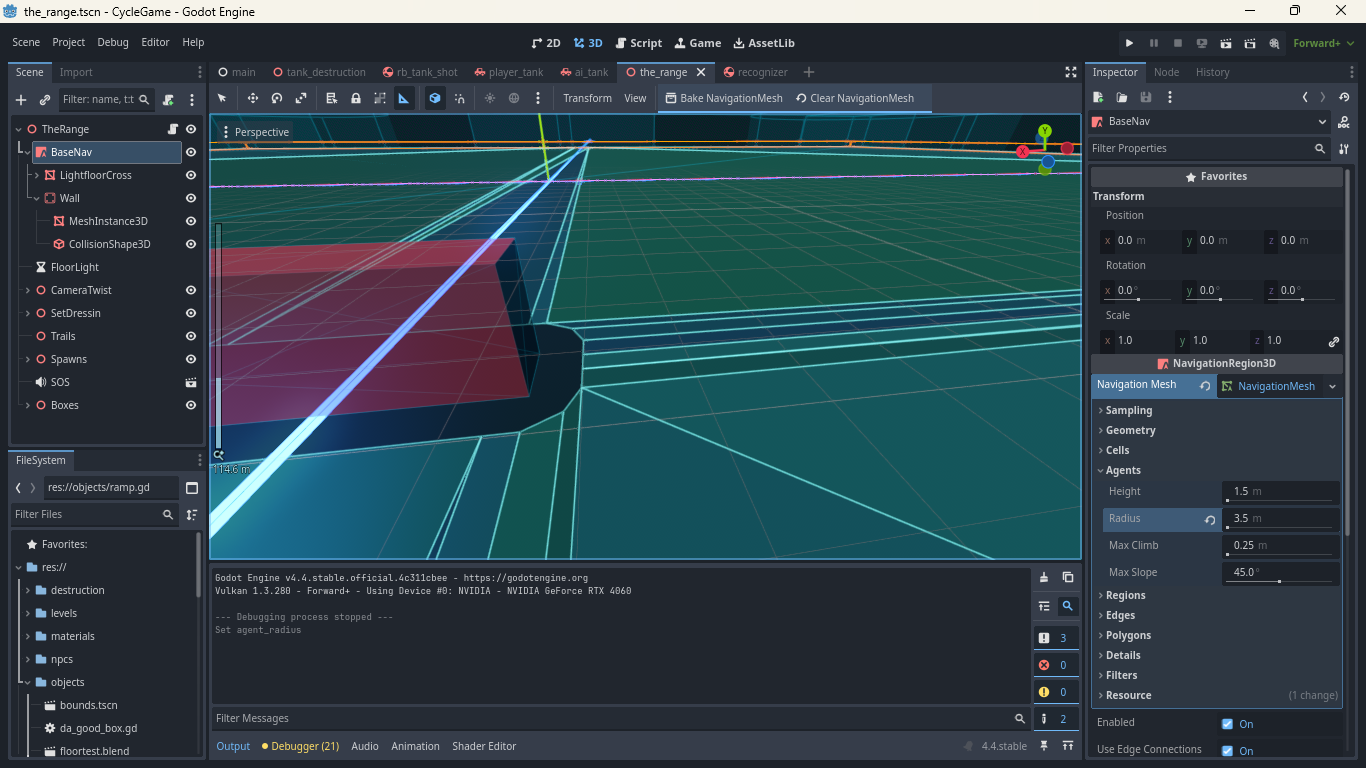 the_range.tscn - CycleGame - Godot Engine
Scene Project Debug Editor Help
2D 3D Script Game AssetLib
Forward+
Scene Import
main tank_destruction rb_tank_shot player_tank ai_tank the_range recognizer
Inspector Node History
Filter: name, t:t
Transform View Bake NavigationMesh Clear NavigationMesh
TheRange
BaseNav
LightfloorCross
Wall
MeshInstance3D
CollisionShape3D
FloorLight
CameraTwist
SetDressin
Trails
Spawns
SOS
Boxes
FileSystem
res://objects/ramp.gd
Filter Files
Favorites:
res://
destruction
levels
materials
npcs
objects
bounds.tscn
da_good_box.gd
floortest.blend
Perspective
Y
X
Z
114.6 m
Godot Engine v4.4.stable.official.4c311cbee - https://godotengine.org
Vulkan 1.3.280 - Forward+ - Using Device #0: NVIDIA - NVIDIA GeForce RTX 4060
--- Debugging process stopped ---
Set agent_radius
3
0
0
2
Filter Messages
Output Debugger (21) Audio Animation Shader Editor
4.4.stable
BaseNav
DOC
Filter Properties
Favorites
Transform
Position
x 0.0 m y 0.0 m z 0.0 m
Rotation
x 0.0 ° y 0.0 ° z 0.0 °
Scale
x 1.0 y 1.0 z 1.0
NavigationRegion3D
Navigation Mesh NavigationMesh
Sampling
Geometry
Cells
Agents
Height 1.5 m
Radius 3.5 m
Max Climb 0.25 m
Max Slope 45.0 °
Regions
Edges
Polygons
Details
Filters
Resource (1 change)
Enabled On
Use Edge Connections On